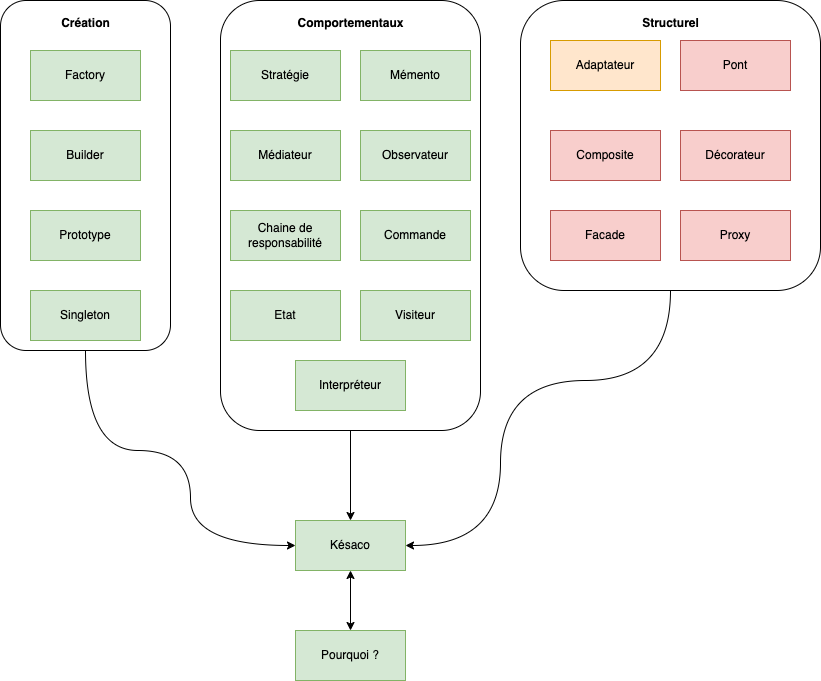 Création
Factory
Builder
Prototype
Singleton
Comportementaux
Stratégie
Mémento
Médiateur
Observateur
Chaine de
responsabilité
Commande
Etat
Visiteur
Interpréteur
Structurel
Adaptateur
Pont
Composite
Décorateur
Facade
Proxy
Késaco
Pourquoi ?